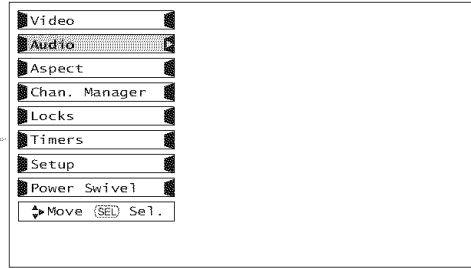 Video
Audio
Aspect
Chan. Manager
Locks
Timers
Setup
Power Swivel
Move SEL Sel.